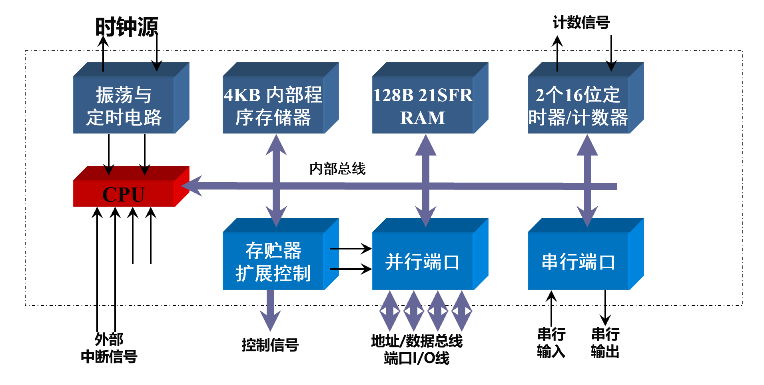 时钟源
计数信号
振荡与
定时电路
4KB 内部程
序存储器
128B 21SFR
RAM
2个16位定
时器/计数器
内部总线
CPU
存贮器
扩展控制
并行端口
串行端口
外部
中断信号
控制信号
地址/数据总线
端口I/O线
串行
输入
串行
输出